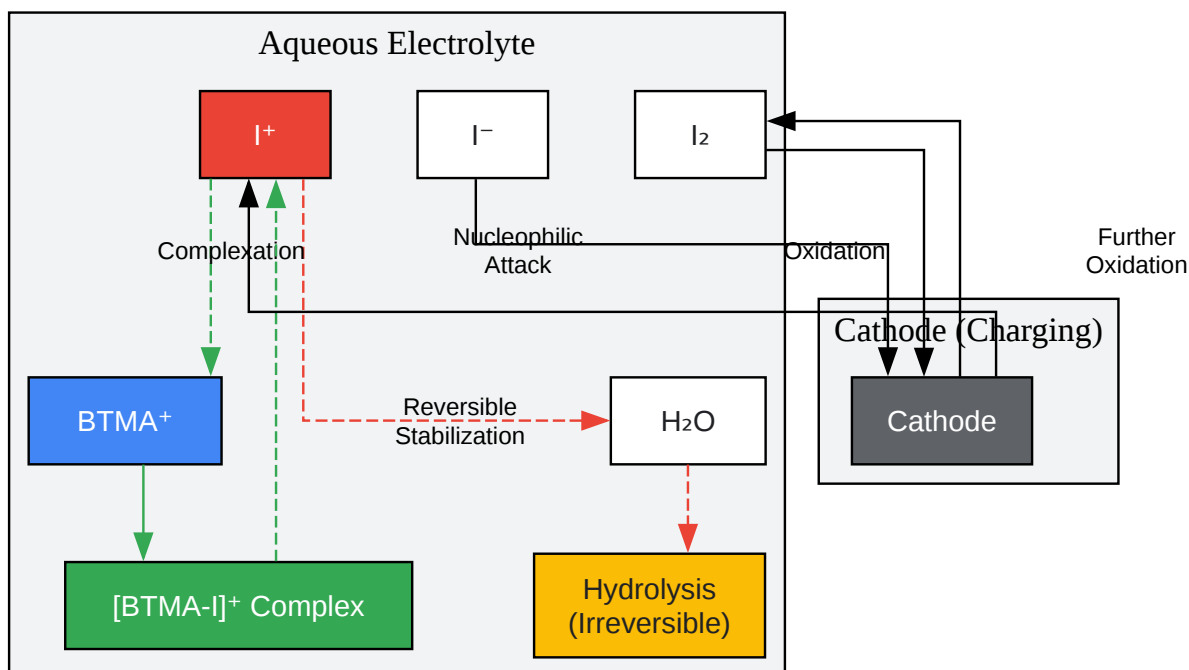 Aqueous Electrolyte
I⁺
I⁻
I₂
Complexation
Nucleophilic
Attack
Oxidation
Further
Oxidation
Cathode (Charging)
BTMA⁺
Reversible
Stabilization
H₂O
Cathode
[BTMA-I]⁺ Complex
Hydrolysis
(Irreversible)